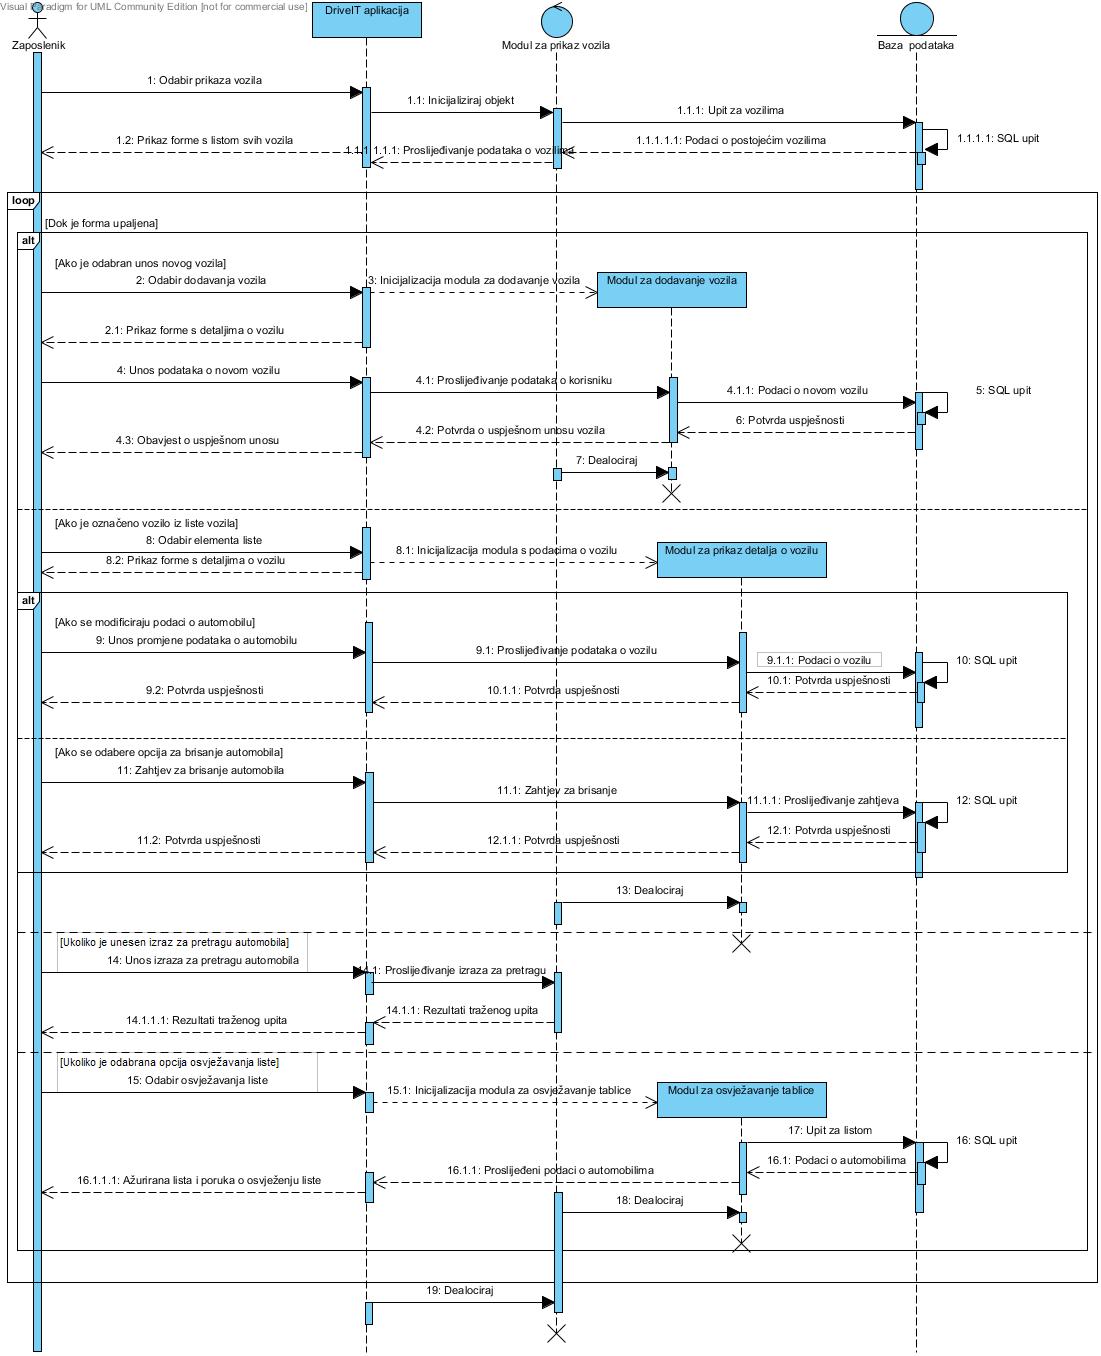 Visual Paradigm for UML Community Edition [not for commercial use]
DriveIT aplikacija
Zaposlenik
Modul za prikaz vozila
Baza podataka
1: Odabir prikaza vozila
1.1: Inicijaliziraj objekt
1.1.1: Upit za vozilima
1.1.1.1: SQL upit
1.2: Prikaz forme s listom svih vozila
1.1.1.1.1: Podaci o postojećim vozilima
1.1.1.1.1.1: Proslijeđivanje podataka o vozilima
loop
[Dok je forma upaljena]
alt
[Ako je odabran unos novog vozila]
2: Odabir dodavanja vozila
3: Inicijalizacija modula za dodavanje vozila
Modul za dodavanje vozila
2.1: Prikaz forme s detaljima o vozilu
4: Unos podataka o novom vozilu
4.1: Proslijeđivanje podataka o korisniku
4.1.1: Podaci o novom vozilu
5: SQL upit
6: Potvrda uspješnosti
4.2: Potvrda o uspješnom unosu vozila
4.3: Obavjest o uspješnom unosu
7: Dealociraj
[Ako je označeno vozilo iz liste vozila]
8: Odabir elementa liste
8.1: Inicijalizacija modula s podacima o vozilu
Modul za prikaz detalja o vozilu
8.2: Prikaz forme s detaljima o vozilu
alt
[Ako se modificiraju podaci o automobilu]
9: Unos promjene podataka o automobilu
9.1: Proslijeđivanje podataka o vozilu
9.1.1: Podaci o vozilu
10: SQL upit
10.1: Potvrda uspješnosti
10.1.1: Potvrda uspješnosti
9.2: Potvrda uspješnosti
[Ako se odabere opcija za brisanje automobila]
11: Zahtjev za brisanje automobila
11.1: Zahtjev za brisanje
11.1.1: Proslijeđivanje zahtjeva
12: SQL upit
12.1: Potvrda uspješnosti
12.1.1: Potvrda uspješnosti
11.2: Potvrda uspješnosti
13: Dealociraj
[Ukoliko je unesen izraz za pretragu automobila]
14: Unos izraza za pretragu automobila
14.1: Proslijeđivanje izraza za pretragu
14.1.1: Rezultati traženog upita
14.1.1.1: Rezultati traženog upita
[Ukoliko je odabrana opcija osvježavanja liste]
15: Odabir osvježavanja liste
15.1: Inicijalizacija modula za osvježavanje tablice
Modul za osvježavanje tablice
17: Upit za listom
16: SQL upit
16.1: Podaci o automobilima
16.1.1: Proslijeđeni podaci o automobilima
16.1.1.1: Ažurirana lista i poruka o osvježenju liste
18: Dealociraj
19: Dealociraj